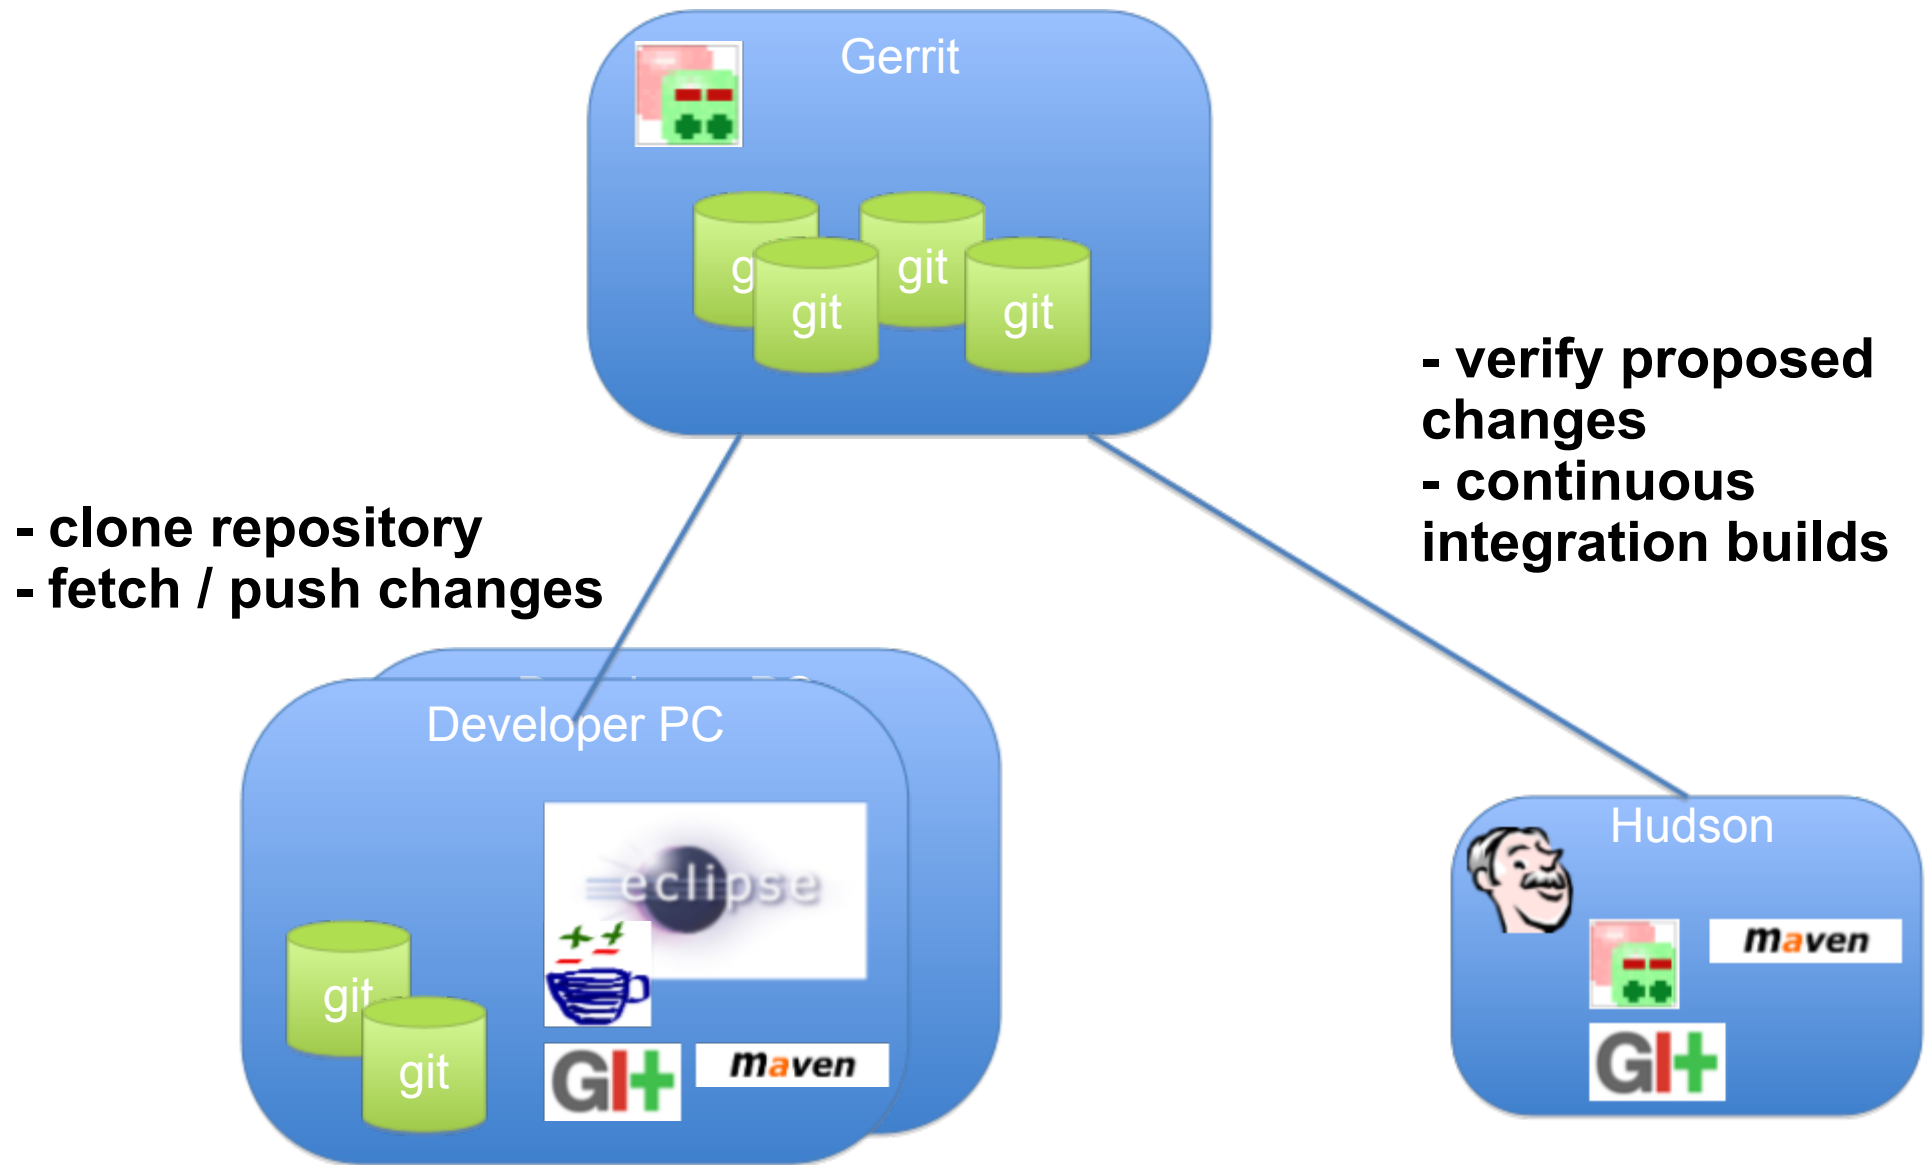 Gerrit
git
git
git
- verify proposed
changes
- continuous
integration builds
- clone repository
- fetch / push changes
Developer PC
eclipse
git
git
GIt
maven
Hudson
maven
GIt